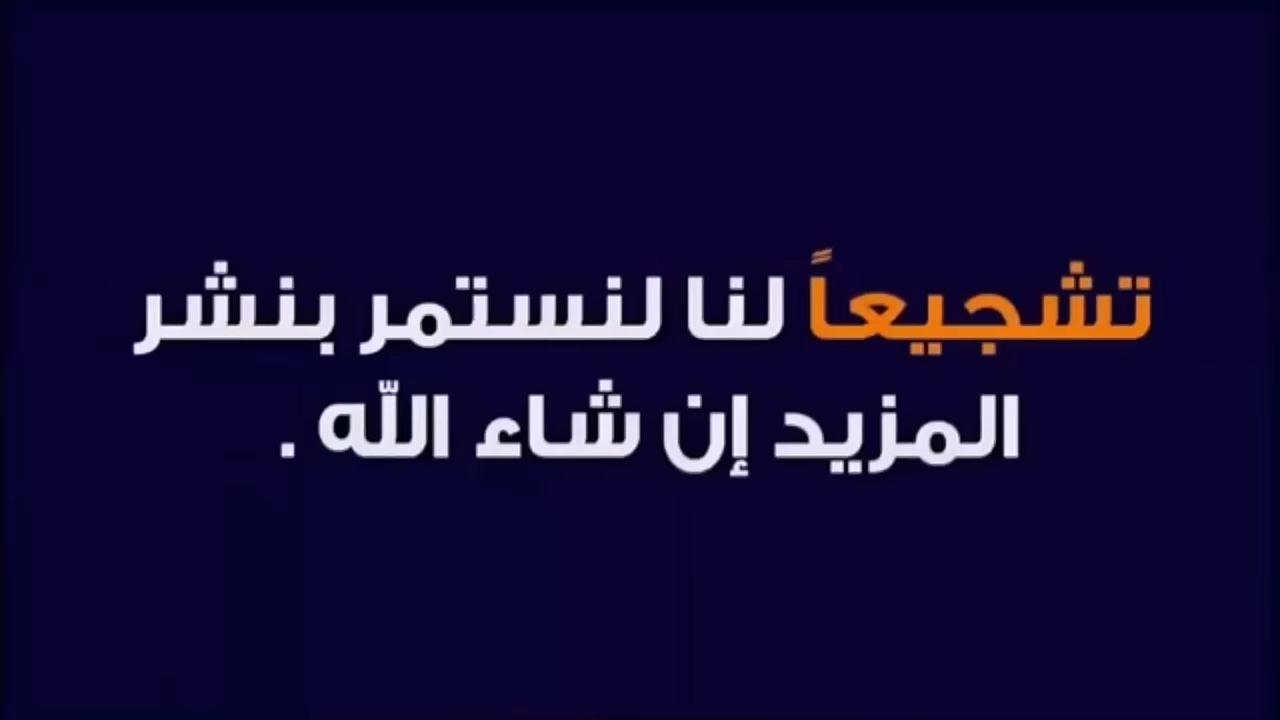 تشجيعاً لنا لنستمر بنشر
المزيد إن شاء اللّه .